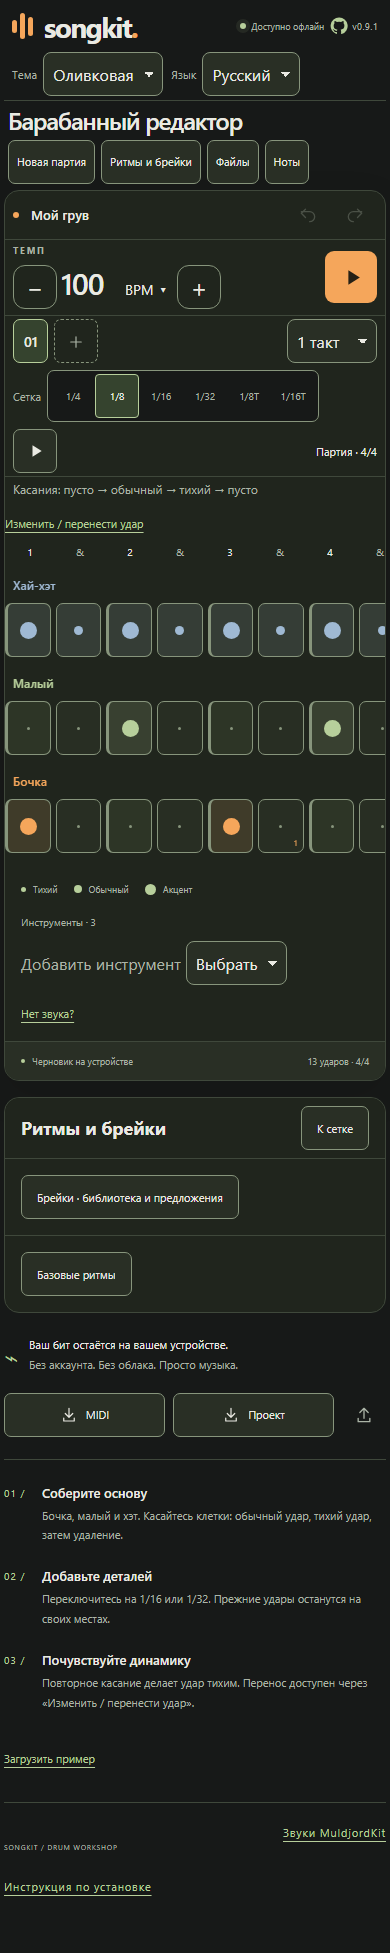 songkit.
Доступно офлайн
v0.9.1
Тема
Оливковая
Язык
Русский
Барабанный редактор
Новая партия
Ритмы и брейки
Файлы
Ноты
Мой грув
ТЕМП
− 100 BPM ▾ +
01
+
1 такт
Сетка
1/4
1/8
1/16
1/32
1/8T
1/16T
Партия · 4/4
Касания: пусто → обычный → тихий → пусто
Изменить / перенести удар
1 & 2 & 3 & 4 &
Хай-хэт
Малый
Бочка
1
Тихий
Обычный
Акцент
Инструменты · 3
Добавить инструмент
Выбрать
Нет звука?
Черновик на устройстве
13 ударов · 4/4
Ритмы и брейки
К сетке
Брейки · библиотека и предложения
Базовые ритмы
Ваш бит остаётся на вашем устройстве.
Без аккаунта. Без облака. Просто музыка.
MIDI
Проект
01 /
Соберите основу
Бочка, малый и хэт. Касайтесь клетки: обычный удар, тихий удар,
затем удаление.
02 /
Добавьте деталей
Переключитесь на 1/16 или 1/32. Прежние удары останутся на
своих местах.
03 /
Почувствуйте динамику
Повторное касание делает удар тихим. Перенос доступен через
«Изменить / перенести удар».
Загрузить пример
Звуки MuldjordKit
SONGKIT / DRUM WORKSHOP
Инструкция по установке